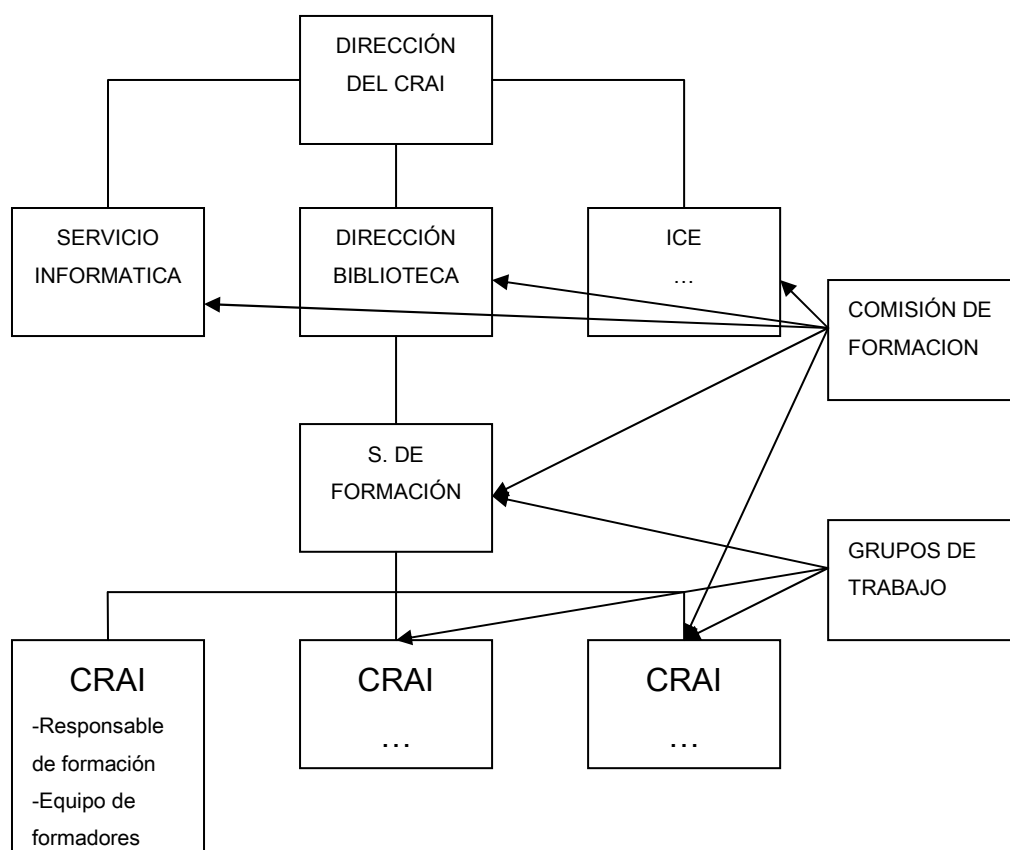 DIRECCIÓN
DEL CRAI
SERVICIO
INFORMATICA
DIRECCIÓN
BIBLIOTECA
ICE
…
COMISIÓN DE
FORMACION
S. DE
FORMACIÓN
GRUPOS DE
TRABAJO
CRAI
-Responsable
de formación
-Equipo de
formadores
CRAI
…
CRAI
…